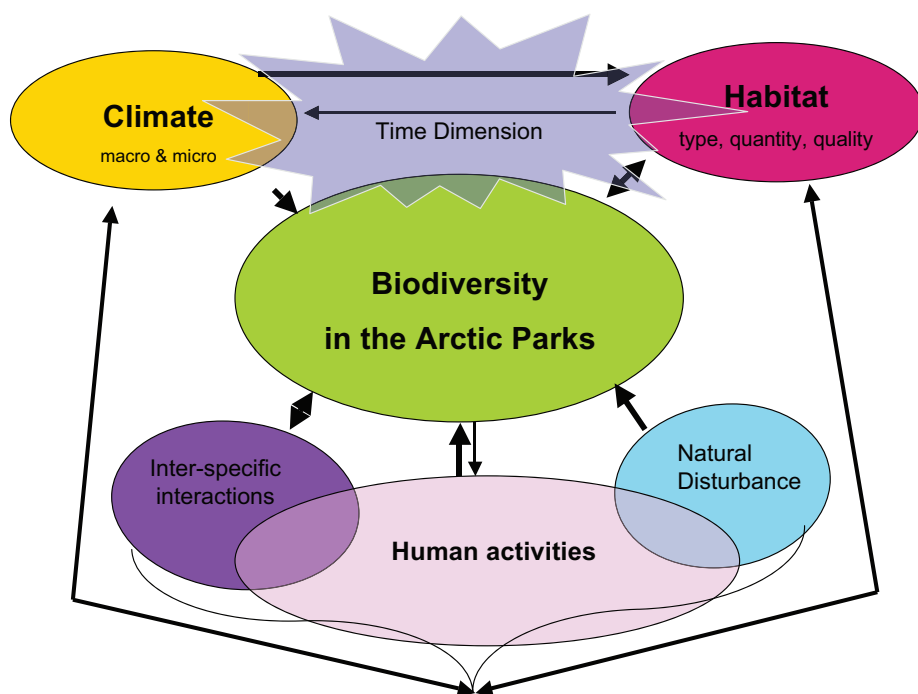 Climate
macro & micro
Habitat
type, quantity, quality
Time Dimension
Biodiversity
in the Arctic Parks
Inter-specific
interactions
Natural
Disturbance
Human activities